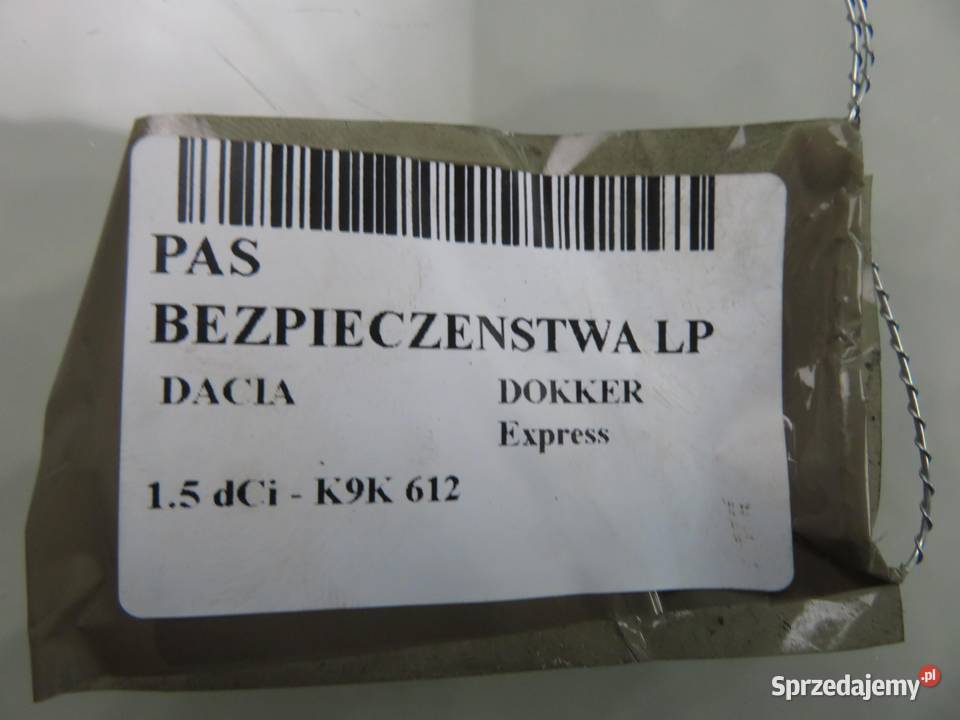 PAS
BEZPIECZENSTWA LP
DACIA DOKKER
Express
1.5 dCi - K9K 612
Sprzedajemy.pl